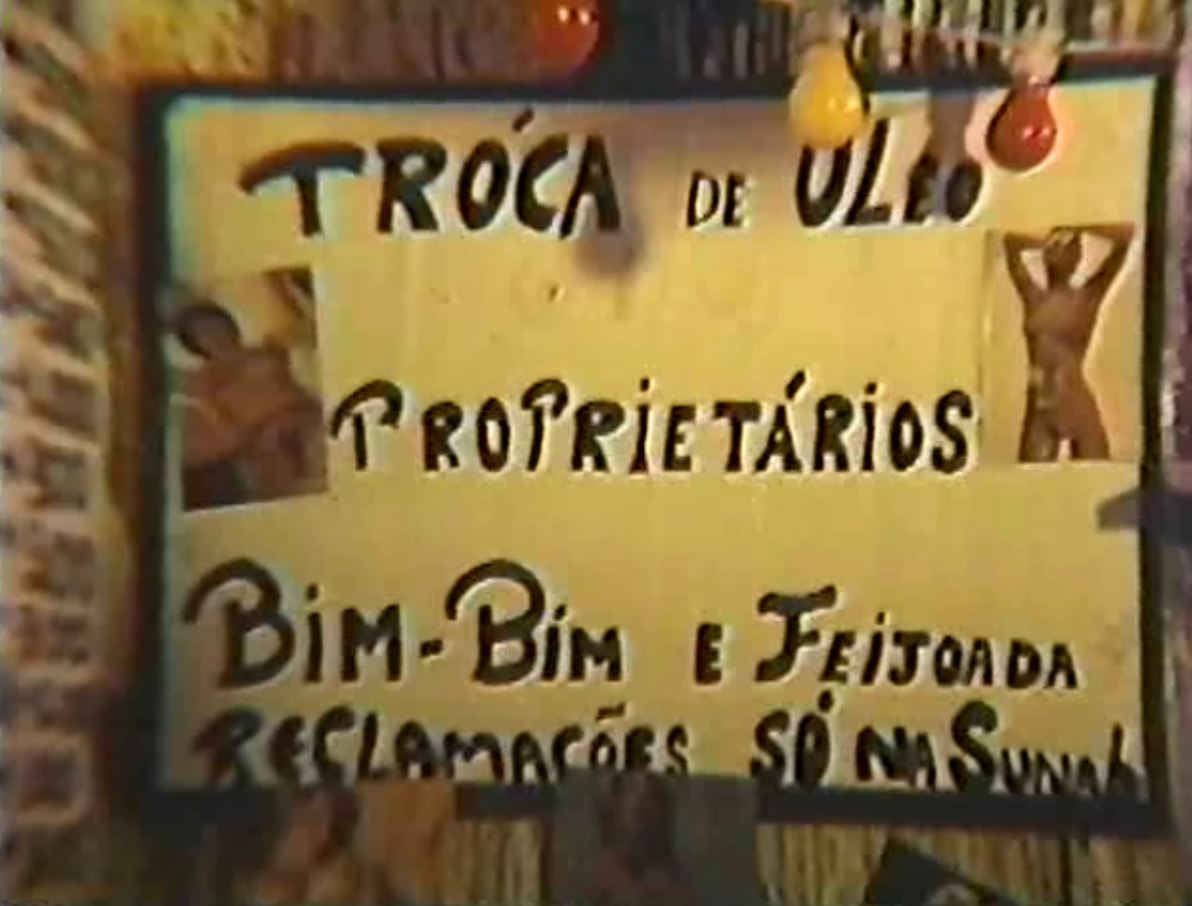 TRÓCA DE ÓLEO
PROPRIETÁRIOS
BiM-BiM E FEiJOADA
RECLAMAÇÕES SÓ NA SUNAb